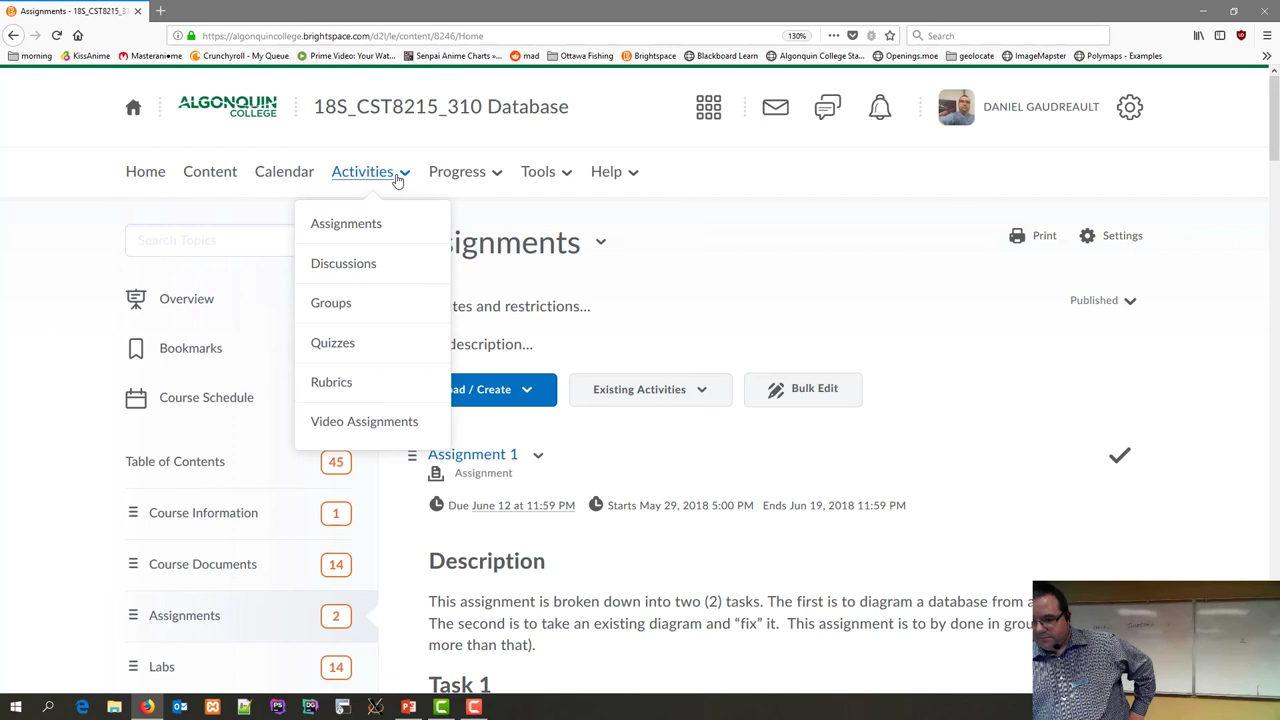 Assignments - 18S_CST8215_31
https://algonquincollege.brightspace.com/d2l/le/content/8246/Home
130%
Search
morning
KissAnime
Masterani•me
Crunchyroll - My Queue
Prime Video: Your Wat...
Senpai Anime Charts »...
mad
Ottawa Fishing
Brightspace
Blackboard Learn
Algonquin College Sta...
Openings.moe
geolocate
ImageMapster
Polymaps - Examples
ALGONQUIN
COLLEGE
18S_CST8215_310 Database
DANIEL GAUDREAULT
Home
Content
Calendar
Activities
Progress
Tools
Help
Assignments
Discussions
Groups
Quizzes
Rubrics
Video Assignments
Search Topics
Overview
Bookmarks
Course Schedule
Table of Contents 45
Course Information 1
Course Documents 14
Assignments 2
Labs 14
signments
Print
Settings
tes and restrictions...
Published
description...
ad / Create
Existing Activities
Bulk Edit
Assignment 1
Assignment
Due June 12 at 11:59 PM Starts May 29, 2018 5:00 PM Ends Jun 19, 2018 11:59 PM
Description
This assignment is broken down into two (2) tasks. The first is to diagram a database from a
The second is to take an existing diagram and “fix” it. This assignment is to by done in grou
more than that).
Task 1